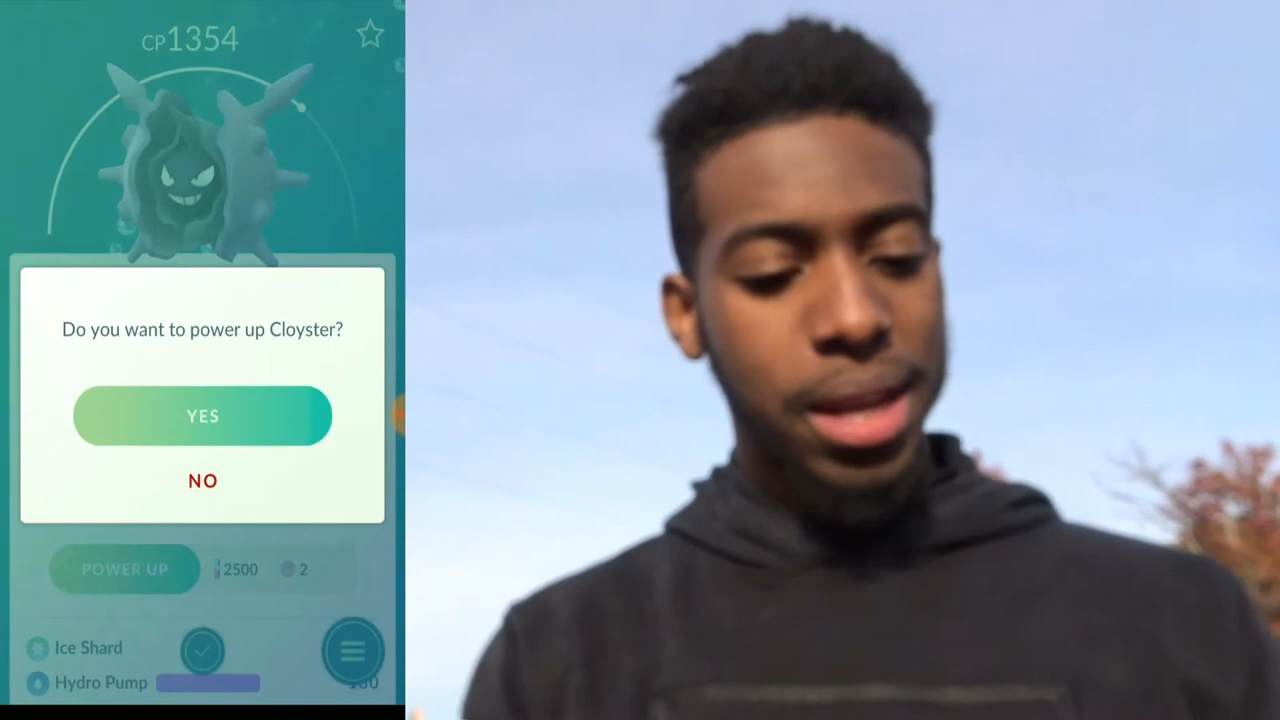 CP1354
Do you want to power up Cloyster?
YES
NO
POWER UP 2500 2
Ice Shard
Hydro Pump